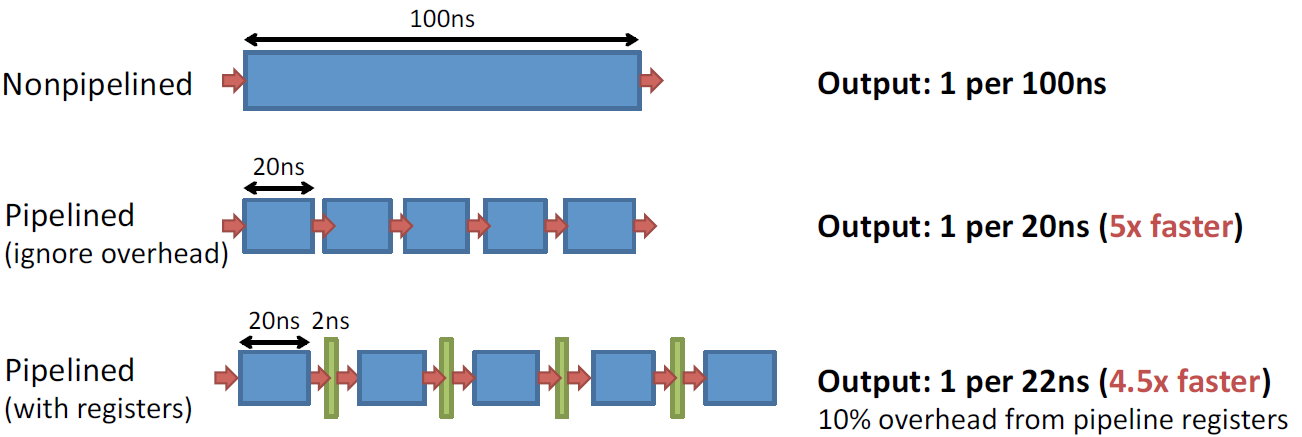 100ns
Nonpipelined
Output: 1 per 100ns
20ns
Pipelined
(ignore overhead)
Output: 1 per 20ns (5x faster)
20ns 2ns
Pipelined
(with registers)
Output: 1 per 22ns (4.5x faster)
10% overhead from pipeline registers